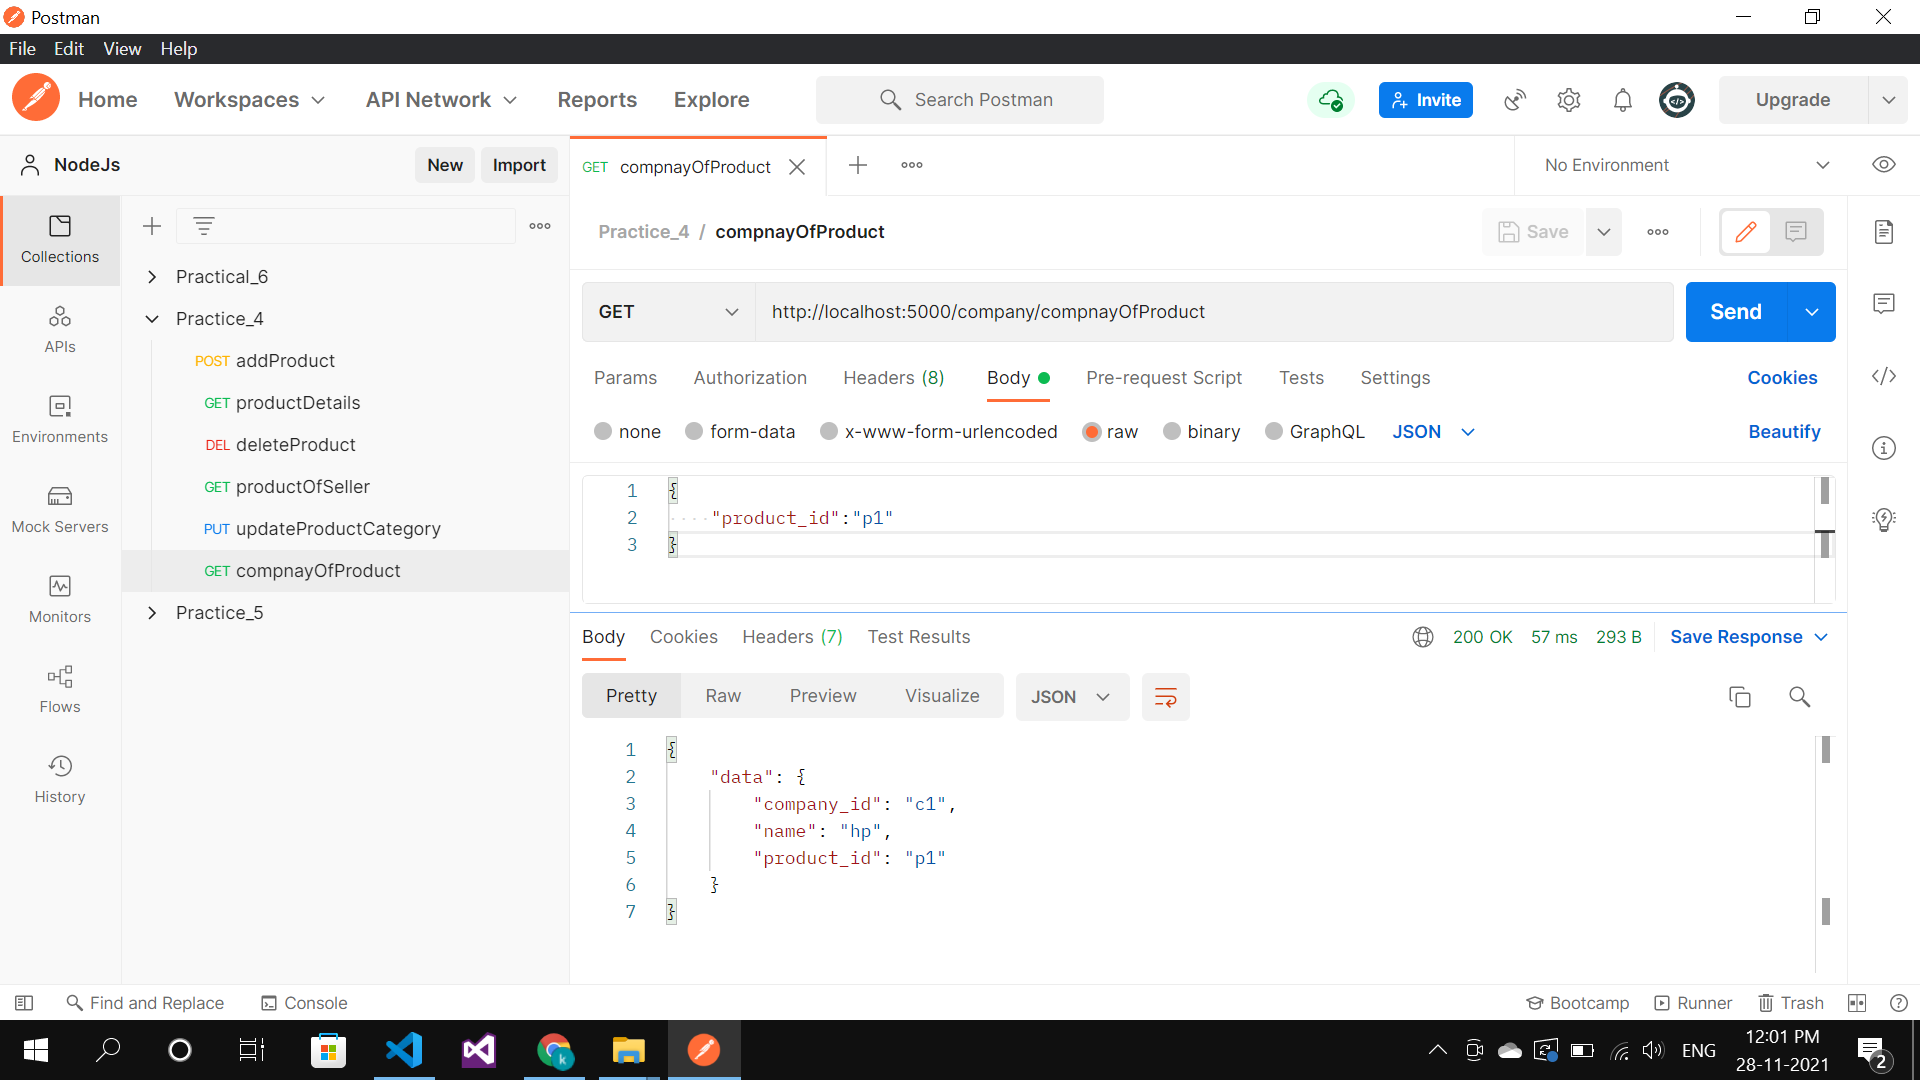 Postman
File Edit View Help
Home Workspaces API Network Reports Explore Search Postman Invite Upgrade
NodeJs New Import GET compnayOfProduct No Environment
Practice_4 / compnayOfProduct Save
Collections
APIs
Environments
Mock Servers
Monitors
Flows
History
Practical_6
Practice_4
POST addProduct
GET productDetails
DEL deleteProduct
GET productOfSeller
PUT updateProductCategory
GET compnayOfProduct
Practice_5
GET http://localhost:5000/company/compnayOfProduct Send
Params Authorization Headers (8) Body Pre-request Script Tests Settings Cookies
none form-data x-www-form-urlencoded raw binary GraphQL JSON Beautify
1 {
2 "product_id":"p1"
3 }
Body Cookies Headers (7) Test Results 200 OK 57 ms 293 B Save Response
Pretty Raw Preview Visualize JSON
1 {
2 "data": {
3 "company_id": "c1",
4 "name": "hp",
5 "product_id": "p1"
6 }
7 }
Find and Replace Console Bootcamp Runner Trash
k ENG 12:01 PM
28-11-2021 2